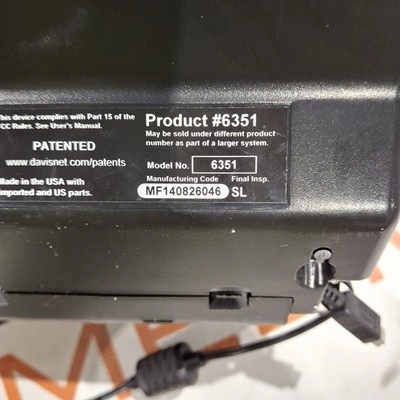 This device complies with Part 15 of the
FCC Rules. See User's Manual.
PATENTED
www.davisnet.com/patents
Made in the USA with
imported and US parts.
Product #6351
May be sold under different product
number as part of a larger system.
Model No. 6351
Manufacturing Code Final Insp.
MF140826046 SL